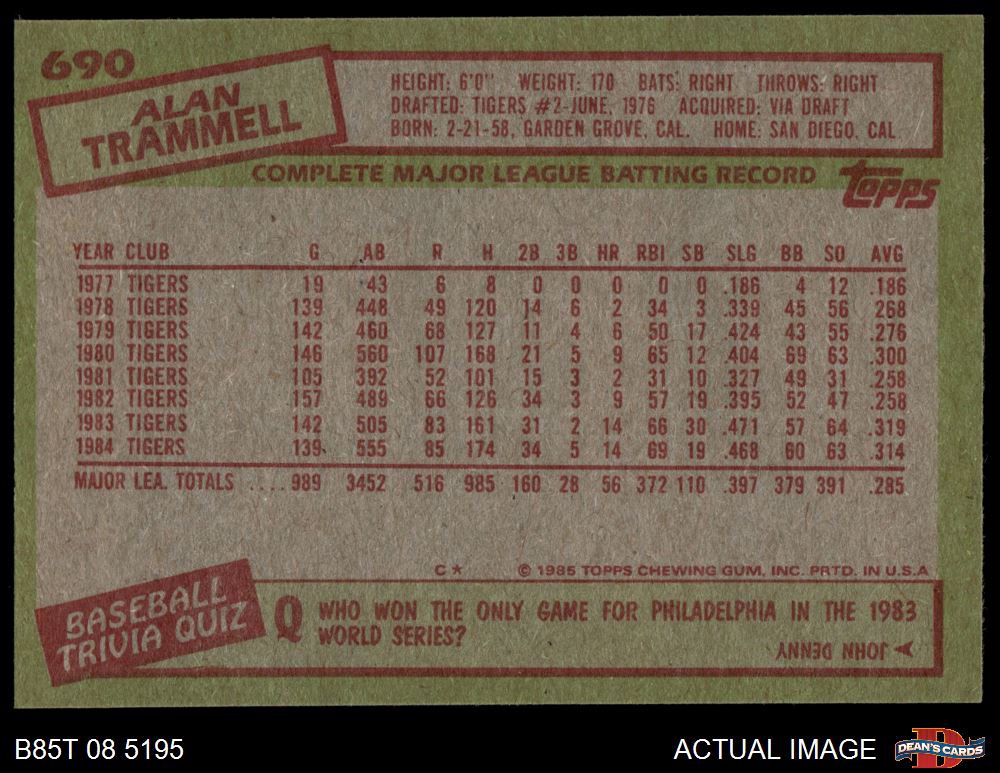 690
ALAN
TRAMMELL
HEIGHT: 6'0" WEIGHT: 170 BATS: RIGHT THROWS: RIGHT
DRAFTED: TIGERS #2-JUNE, 1976 ACQUIRED: VIA DRAFT
BORN: 2-21-58, GARDEN GROVE, CAL. HOME: SAN DIEGO, CAL.
COMPLETE MAJOR LEAGUE BATTING RECORD
topps
YEAR CLUB G AB R H 2B 3B HR RBI SB SLG BB SO AVG
1977 TIGERS 19 43 6 8 0 0 0 0 0 .186 4 12 .186
1978 TIGERS 139 448 49 120 14 6 2 34 3 .339 45 56 .268
1979 TIGERS 142 460 68 127 11 4 6 50 17 .424 43 55 .276
1980 TIGERS 146 560 107 168 21 5 9 65 12 .404 69 63 .300
1981 TIGERS 105 392 52 101 15 3 2 31 10 .327 49 31 .258
1982 TIGERS 157 489 66 126 34 3 9 57 19 .395 52 47 .258
1983 TIGERS 142 505 83 161 31 2 14 66 30 .471 57 64 .319
1984 TIGERS 139 555 85 174 34 5 14 69 19 .468 60 63 .314
MAJOR LEA. TOTALS ....989 3452 516 985 160 28 56 372 110 .397 379 391 .285
C* © 1985 TOPPS CHEWING GUM, INC. PRTD. IN U.S.A
BASEBALL
TRIVIA QUIZ
Q WHO WON THE ONLY GAME FOR PHILADELPHIA IN THE 1983
WORLD SERIES?
A JOHN DENNY
B85T 08 5195
ACTUAL IMAGE
D
DEAN'S CARDS